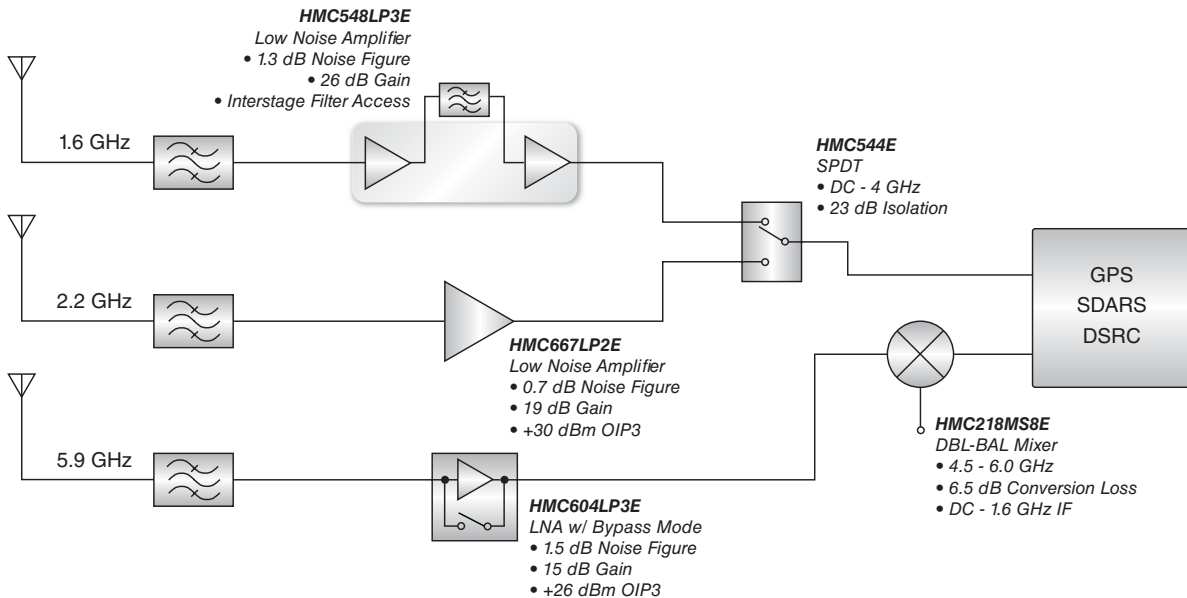 HMC548LP3E
Low Noise Amplifier
• 1.3 dB Noise Figure
• 26 dB Gain
• Interstage Filter Access
1.6 GHz
HMC544E
SPDT
• DC - 4 GHz
• 23 dB Isolation
2.2 GHz
HMC667LP2E
Low Noise Amplifier
• 0.7 dB Noise Figure
• 19 dB Gain
• +30 dBm OIP3
GPS
SDARS
DSRC
5.9 GHz
HMC604LP3E
LNA w/ Bypass Mode
• 1.5 dB Noise Figure
• 15 dB Gain
• +26 dBm OIP3
HMC218MS8E
DBL-BAL Mixer
• 4.5 - 6.0 GHz
• 6.5 dB Conversion Loss
• DC - 1.6 GHz IF